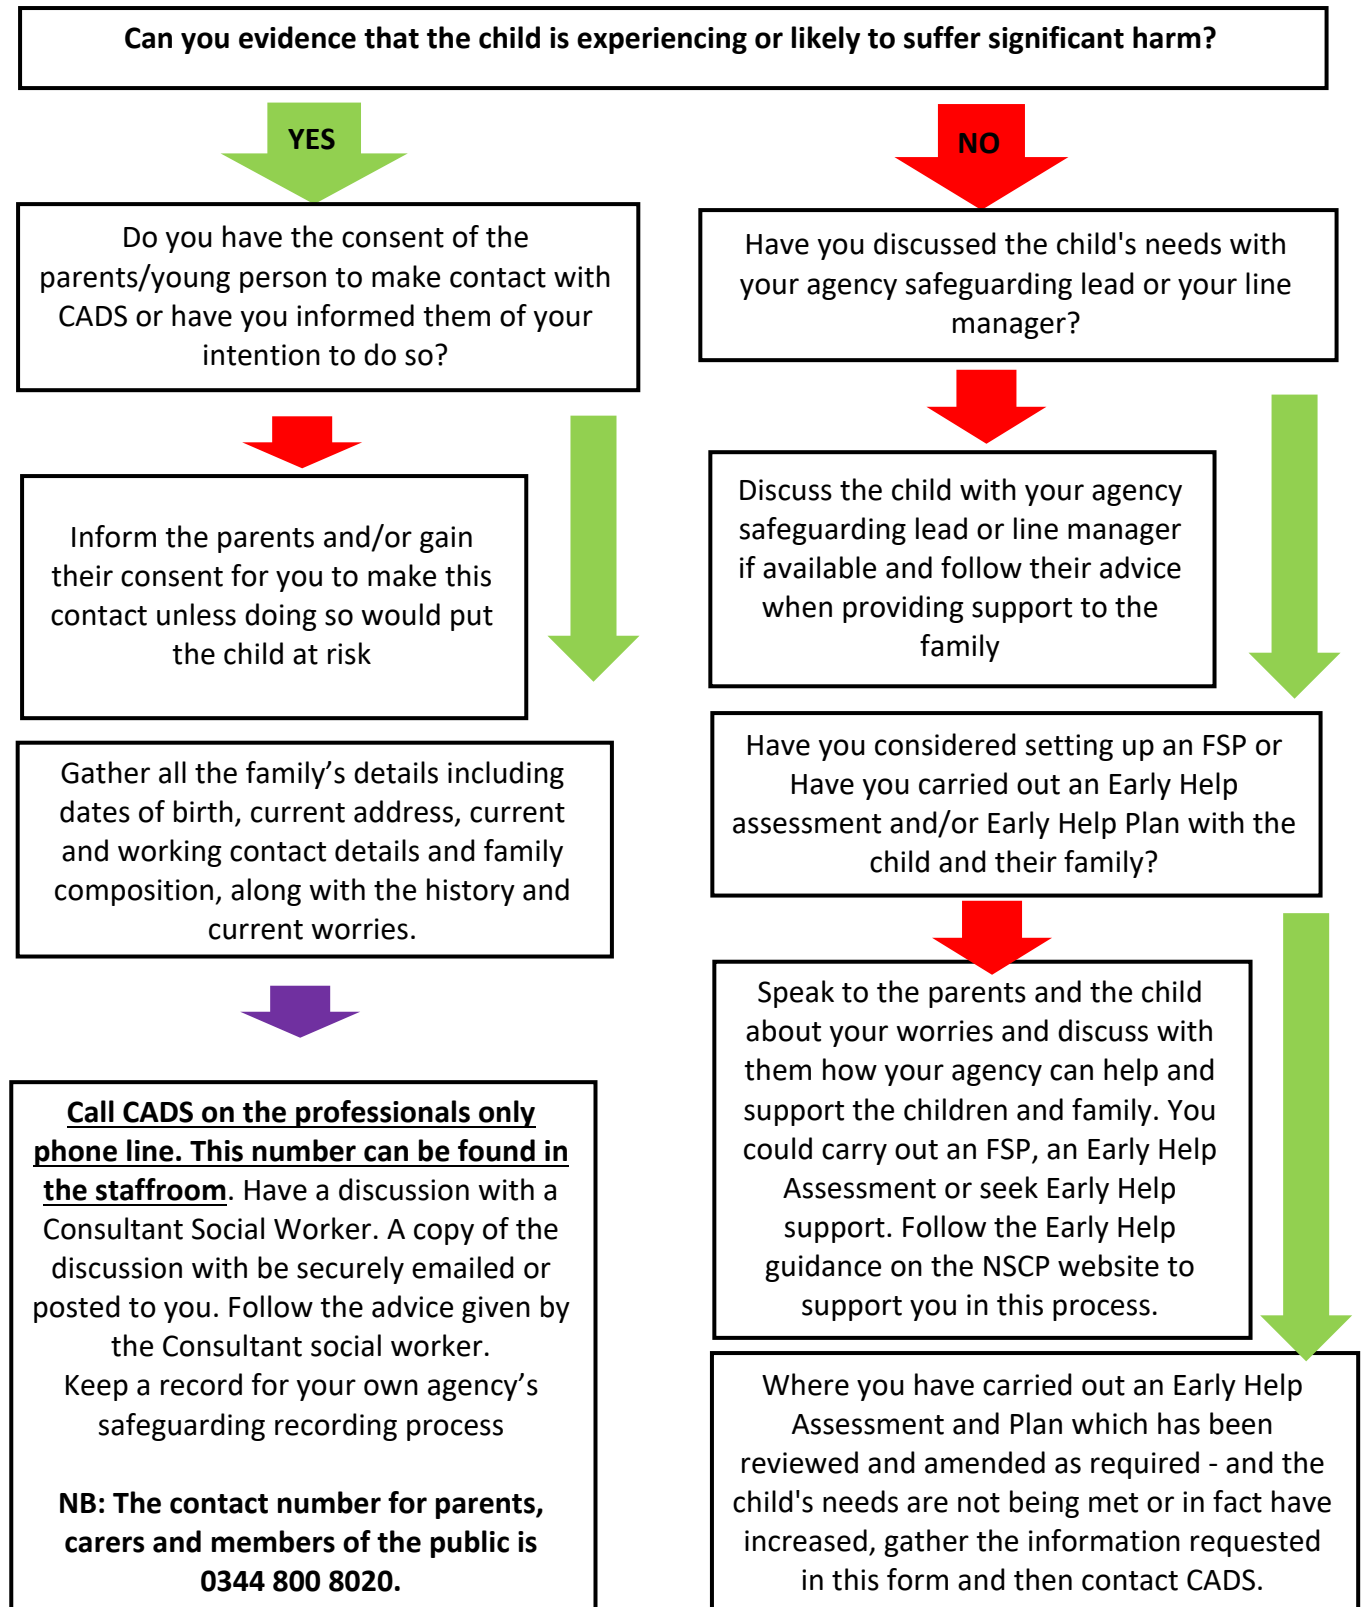 Can you evidence that the child is experiencing or likely to suffer significant harm?
YES
NO
Do you have the consent of the
parents/young person to make contact with
CADS or have you informed them of your
intention to do so?
Have you discussed the child's needs with
your agency safeguarding lead or your line
manager?
Inform the parents and/or gain
their consent for you to make this
contact unless doing so would put
the child at risk
Discuss the child with your agency
safeguarding lead or line manager
if available and follow their advice
when providing support to the
family
Gather all the family’s details including
dates of birth, current address, current
and working contact details and family
composition, along with the history and
current worries.
Have you considered setting up an FSP or
Have you carried out an Early Help
assessment and/or Early Help Plan with the
child and their family?
Call CADS on the professionals only
phone line. This number can be found in
the staffroom. Have a discussion with a
Consultant Social Worker. A copy of the
discussion with be securely emailed or
posted to you. Follow the advice given by
the Consultant social worker.
Keep a record for your own agency’s
safeguarding recording process
NB: The contact number for parents,
carers and members of the public is
0344 800 8020.
Speak to the parents and the child
about your worries and discuss with
them how your agency can help and
support the children and family. You
could carry out an FSP, an Early Help
Assessment or seek Early Help
support. Follow the Early Help
guidance on the NSCP website to
support you in this process.
Where you have carried out an Early Help
Assessment and Plan which has been
reviewed and amended as required - and the
child's needs are not being met or in fact have
increased, gather the information requested
in this form and then contact CADS.